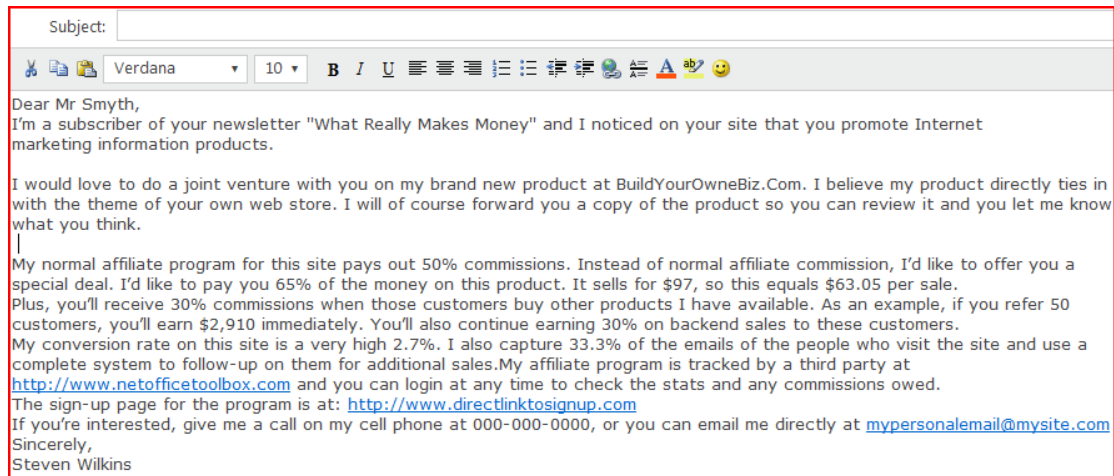 Subject:
Verdana 10 B I U A ab
Dear Mr Smyth,
I'm a subscriber of your newsletter "What Really Makes Money" and I noticed on your site that you promote Internet
marketing information products.
I would love to do a joint venture with you on my brand new product at BuildYourOwneBiz.Com. I believe my product directly ties in
with the theme of your own web store. I will of course forward you a copy of the product so you can review it and you let me know
what you think.
My normal affiliate program for this site pays out 50% commissions. Instead of normal affiliate commission, I'd like to offer you a
special deal. I'd like to pay you 65% of the money on this product. It sells for $97, so this equals $63.05 per sale.
Plus, you'll receive 30% commissions when those customers buy other products I have available. As an example, if you refer 50
customers, you'll earn $2,910 immediately. You'll also continue earning 30% on backend sales to these customers.
My conversion rate on this site is a very high 2.7%. I also capture 33.3% of the emails of the people who visit the site and use a
complete system to follow-up on them for additional sales.My affiliate program is tracked by a third party at
http://www.netofficetoolbox.com and you can login at any time to check the stats and any commissions owed.
The sign-up page for the program is at: http://www.directlinktosignup.com
If you're interested, give me a call on my cell phone at 000-000-0000, or you can email me directly at mypersonalemail@mysite.com
Sincerely,
Steven Wilkins